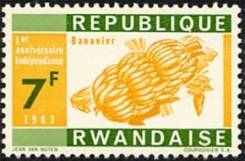 REPUBLIQUE
1er
anniversaire
Indépendance
Bananier
7F
1963
RWANDAISE
JEAN VAN NOTEN
COURVOISIER S.A.